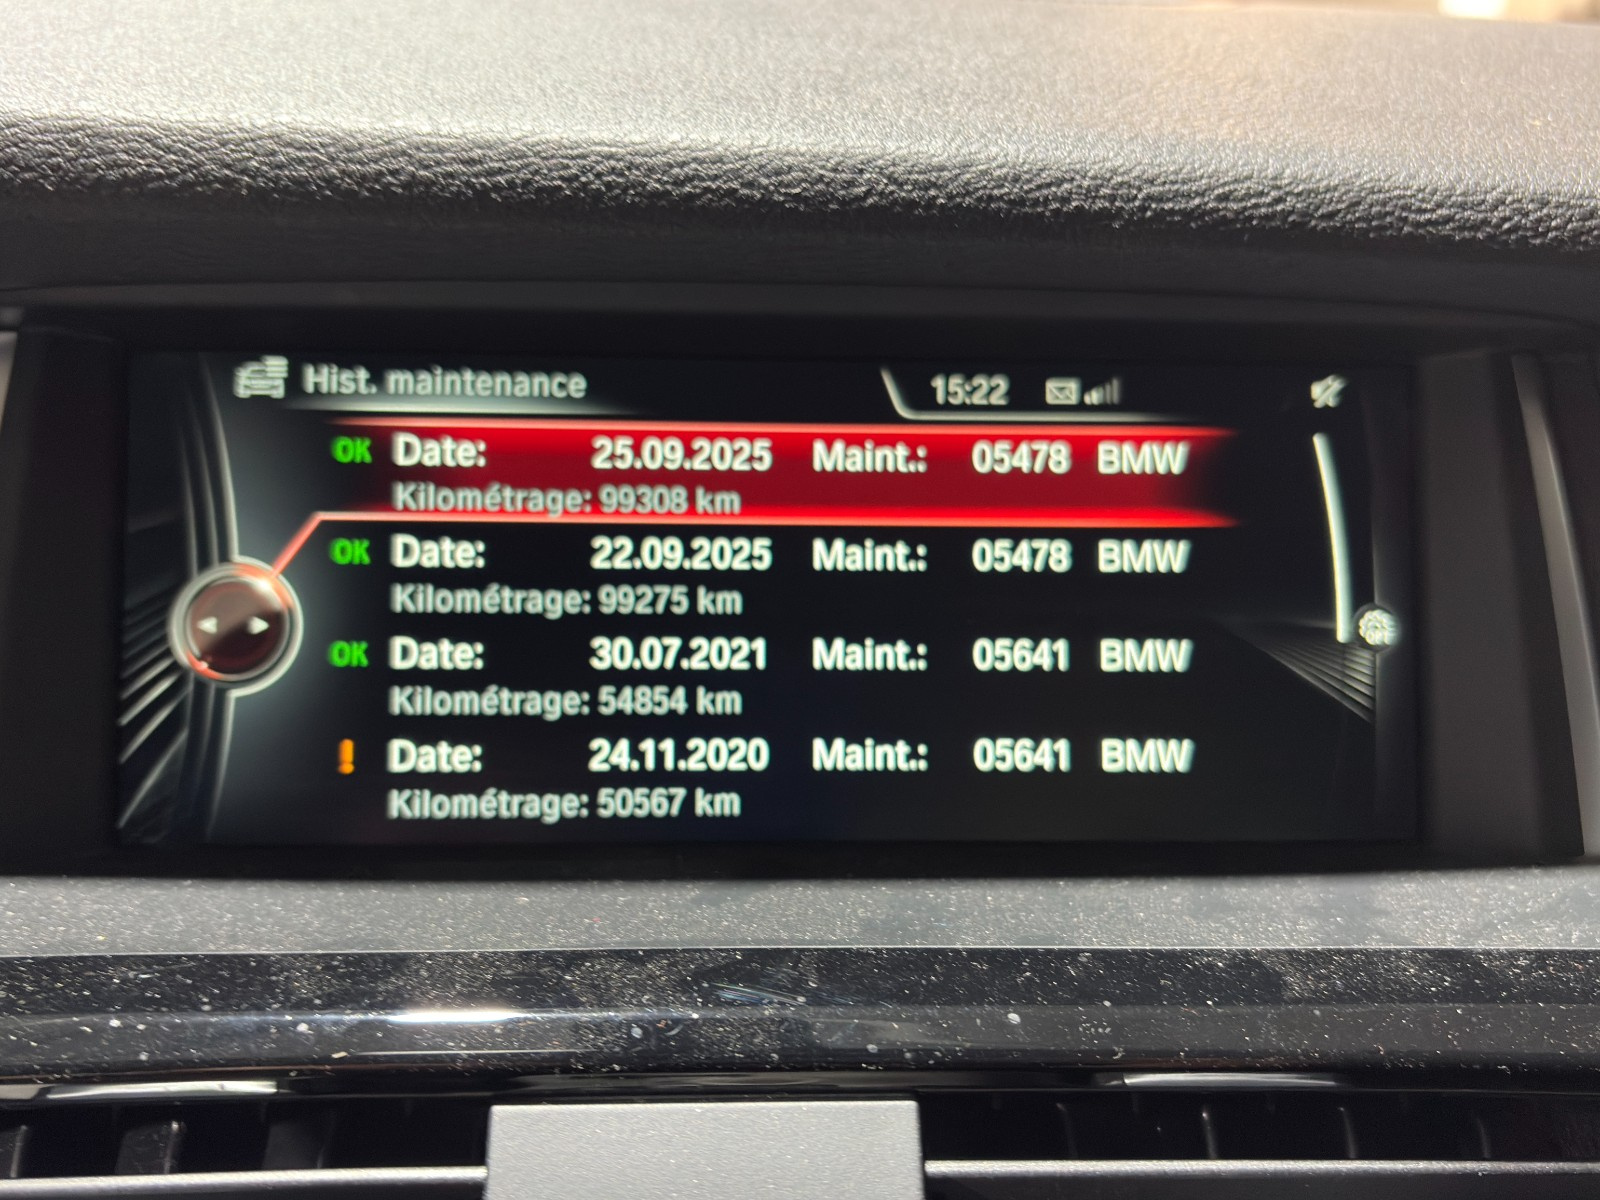 Hist. maintenance 15:22
OK Date: 25.09.2025 Maint.: 05478 BMW
Kilométrage: 99308 km
OK Date: 22.09.2025 Maint.: 05478 BMW
Kilométrage: 99275 km
OK Date: 30.07.2021 Maint.: 05641 BMW
Kilométrage: 54854 km
! Date: 24.11.2020 Maint.: 05641 BMW
Kilométrage: 50567 km